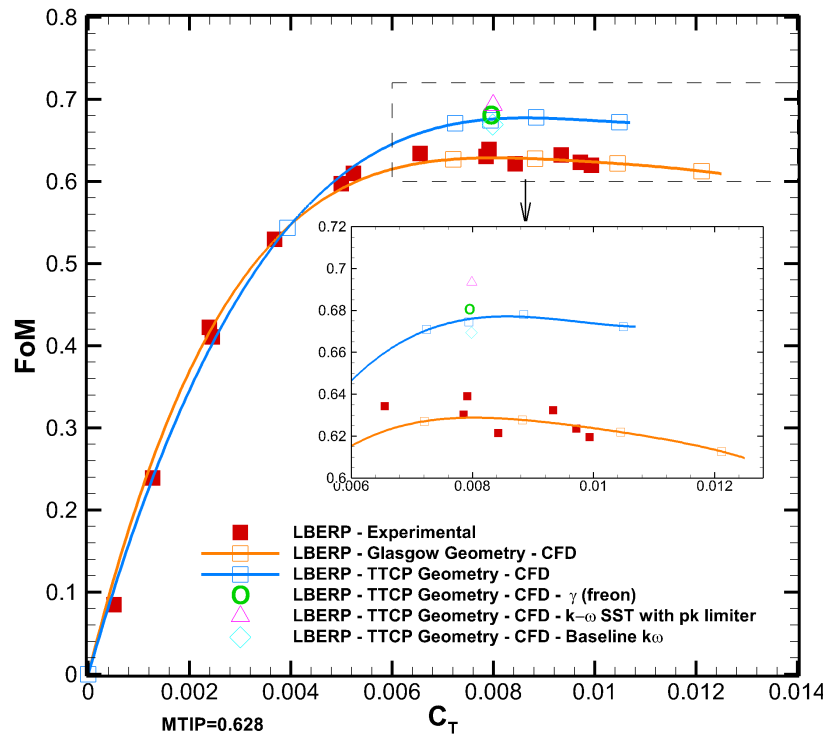 0.8
0.7
0.6
0.5
0.4
0.3
0.2
0.1
0
FoM
0.72
0.7
0.68
0.66
0.64
0.62
0.6
0.006 0.008 0.01 0.012
LBERP - Experimental
LBERP - Glasgow Geometry - CFD
LBERP - TTCP Geometry - CFD
LBERP - TTCP Geometry - CFD - γ (freon)
LBERP - TTCP Geometry - CFD - k-ω SST with pk limiter
LBERP - TTCP Geometry - CFD - Baseline kω
0 0.002 0.004 0.006 0.008 0.01 0.012 0.014
MTIP=0.628
C_T